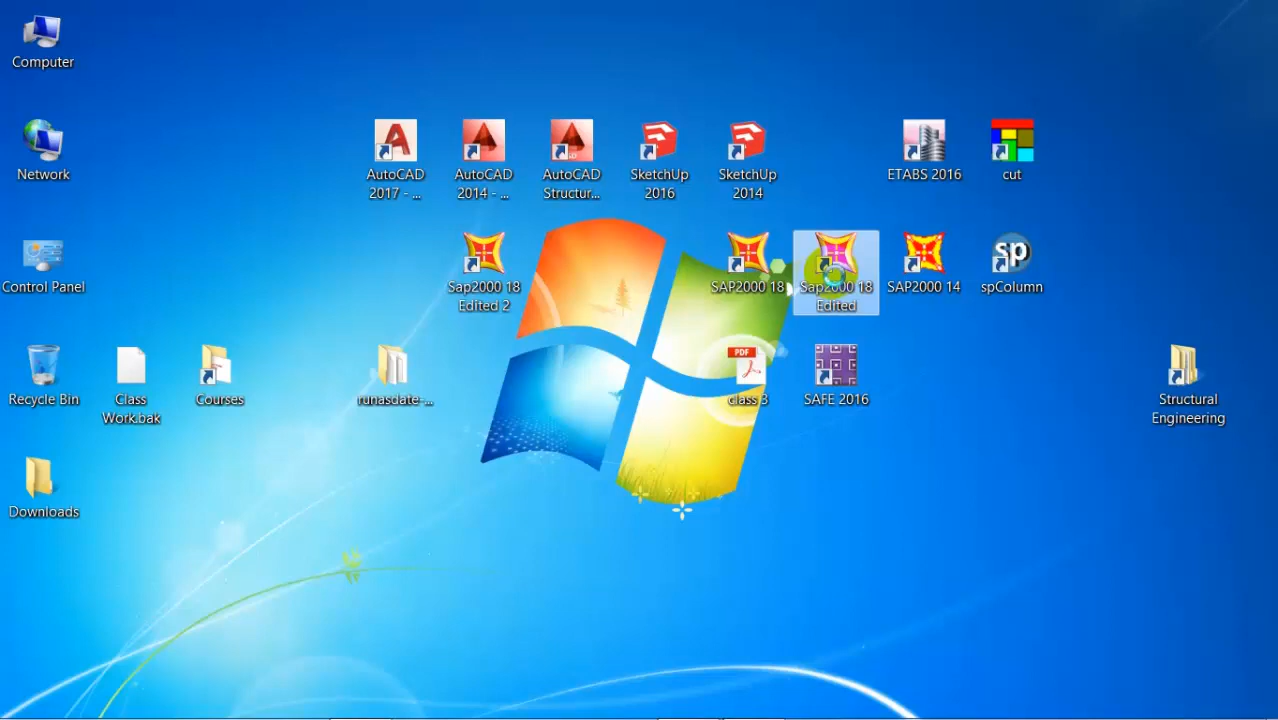 Computer
Network
Control Panel
Recycle Bin
Class
Work.bak
Courses
Downloads
AutoCAD
2017 - ...
AutoCAD
2014 - ...
AutoCAD
Structur...
SketchUp
2016
SketchUp
2014
ETABS 2016
cut
Sap2000 18
Edited 2
SAP2000 18
Sap2000 18
Edited
SAP2000 14
sp
spColumn
runasdate-...
PDF
class 3
SAFE 2016
Structural
Engineering